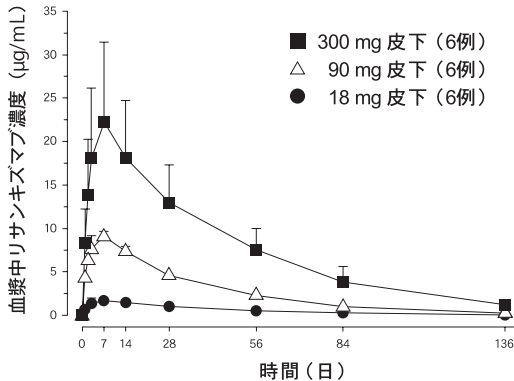 35
30
25
20
15
10
5
0
血漿中リサンキズマブ濃度（μg/mL）
300 mg 皮下（6例）
90 mg 皮下（6例）
18 mg 皮下（6例）
0 7 14 28 56 84 136
時間（日）